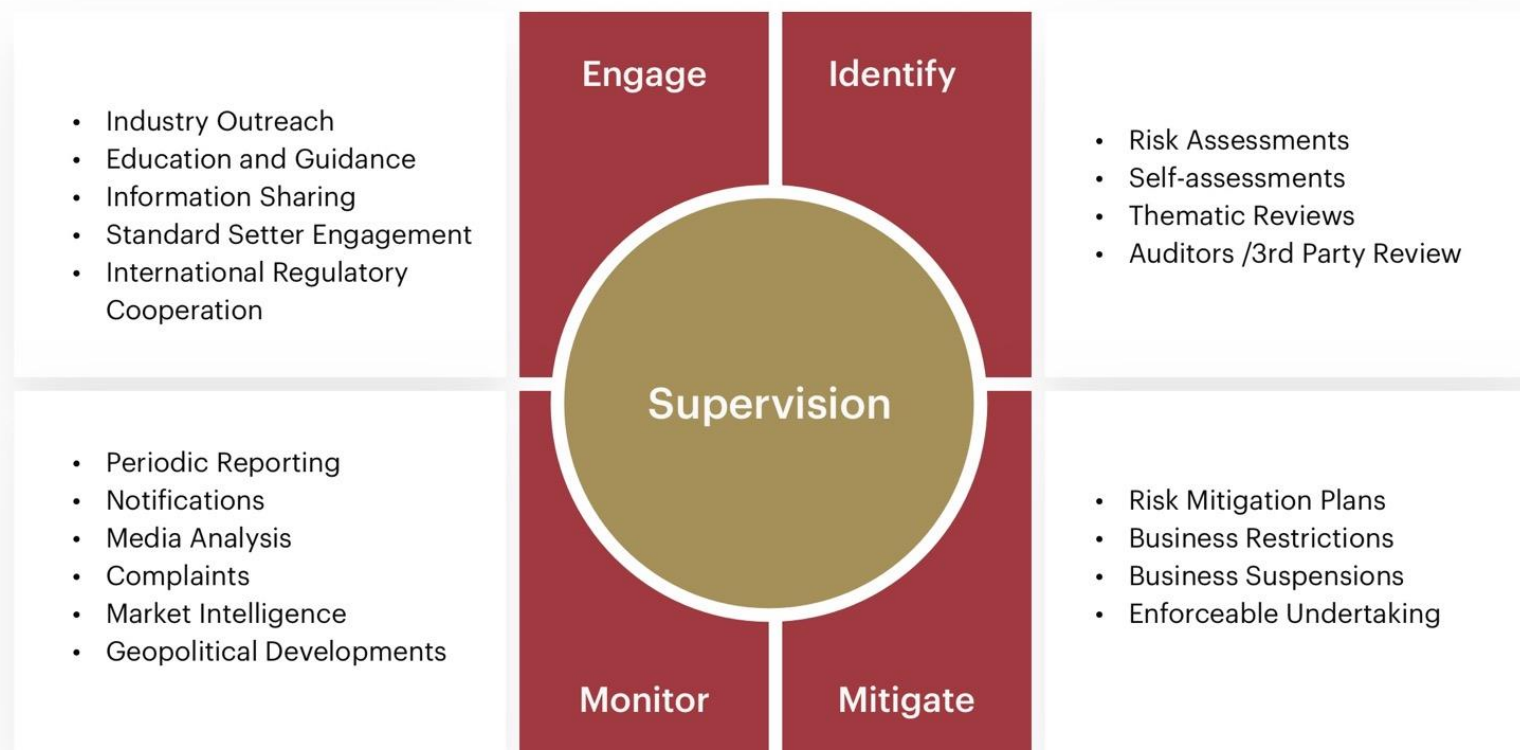 Engage
Identify
• Industry Outreach
• Education and Guidance
• Information Sharing
• Standard Setter Engagement
• International Regulatory
Cooperation
• Risk Assessments
• Self-assessments
• Thematic Reviews
• Auditors /3rd Party Review
Supervision
• Periodic Reporting
• Notifications
• Media Analysis
• Complaints
• Market Intelligence
• Geopolitical Developments
• Risk Mitigation Plans
• Business Restrictions
• Business Suspensions
• Enforceable Undertaking
Monitor
Mitigate